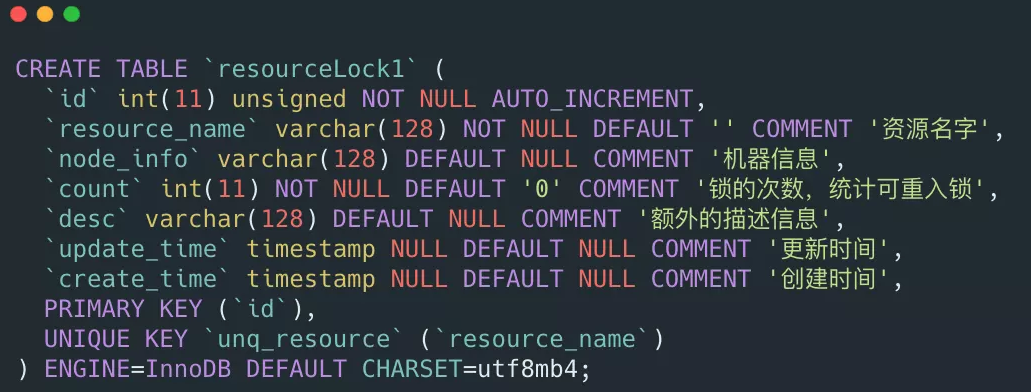 CREATE TABLE `resourceLock1` (
  `id` int(11) unsigned NOT NULL AUTO_INCREMENT,
  `resource_name` varchar(128) NOT NULL DEFAULT '' COMMENT '资源名字',
  `node_info` varchar(128) DEFAULT NULL COMMENT '机器信息',
  `count` int(11) NOT NULL DEFAULT '0' COMMENT '锁的次数，统计可重入锁',
  `desc` varchar(128) DEFAULT NULL COMMENT '额外的描述信息',
  `update_time` timestamp NULL DEFAULT NULL COMMENT '更新时间',
  `create_time` timestamp NULL DEFAULT NULL COMMENT '创建时间',
  PRIMARY KEY (`id`),
  UNIQUE KEY `unq_resource` (`resource_name`)
) ENGINE=InnoDB DEFAULT CHARSET=utf8mb4;